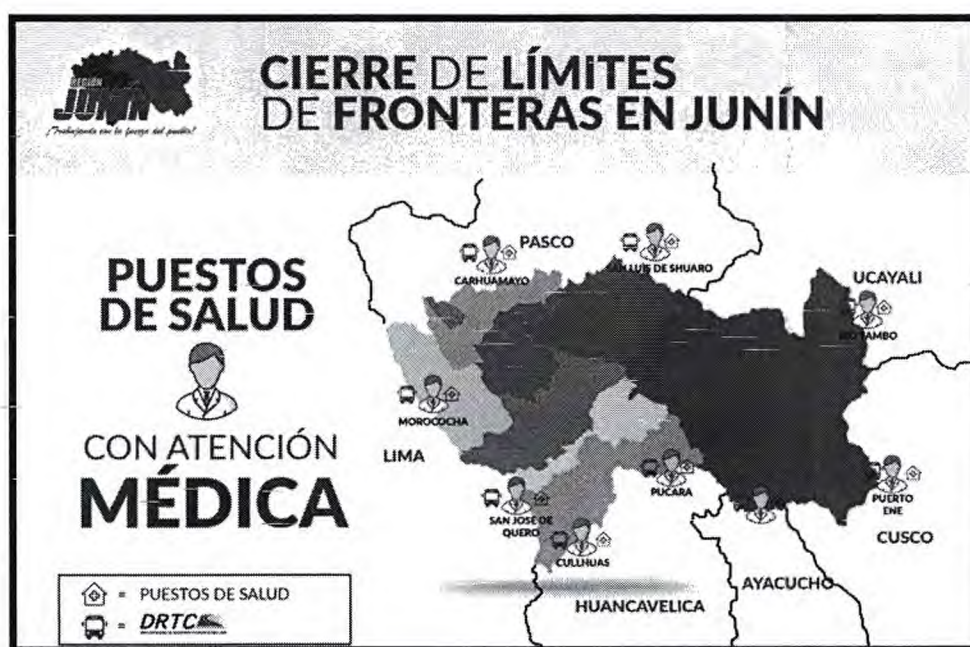 REGIÓN
JUNÍN
¡Trabajando con la fuerza del pueblo!
CIERRE DE LÍMITES
DE FRONTERAS EN JUNÍN
PUESTOS
DE SALUD
CON ATENCIÓN
MÉDICA
PASCO
CARHUAMAYO
SAN LUIS DE SHUARO
UCAYALI
RIO TAMBO
MOROCOCHA
LIMA
PUCARA
PUERTO
ENE
SAN JOSE DE
QUERO
CUSCO
CULLHUAS
AYACUCHO
HUANCAVELICA
= PUESTOS DE SALUD
= DRTC